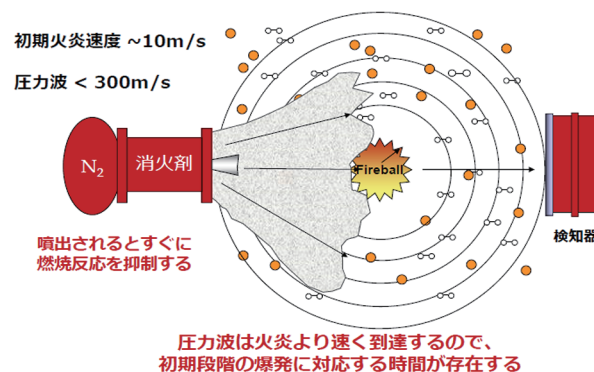 初期火炎速度 ~10m/s
圧力波 < 300m/s
N2
消火剤
Fireball
検知器
噴出されるとすぐに
燃焼反応を抑制する
圧力波は火炎より速く到達するので、
初期段階の爆発に対応する時間が存在する